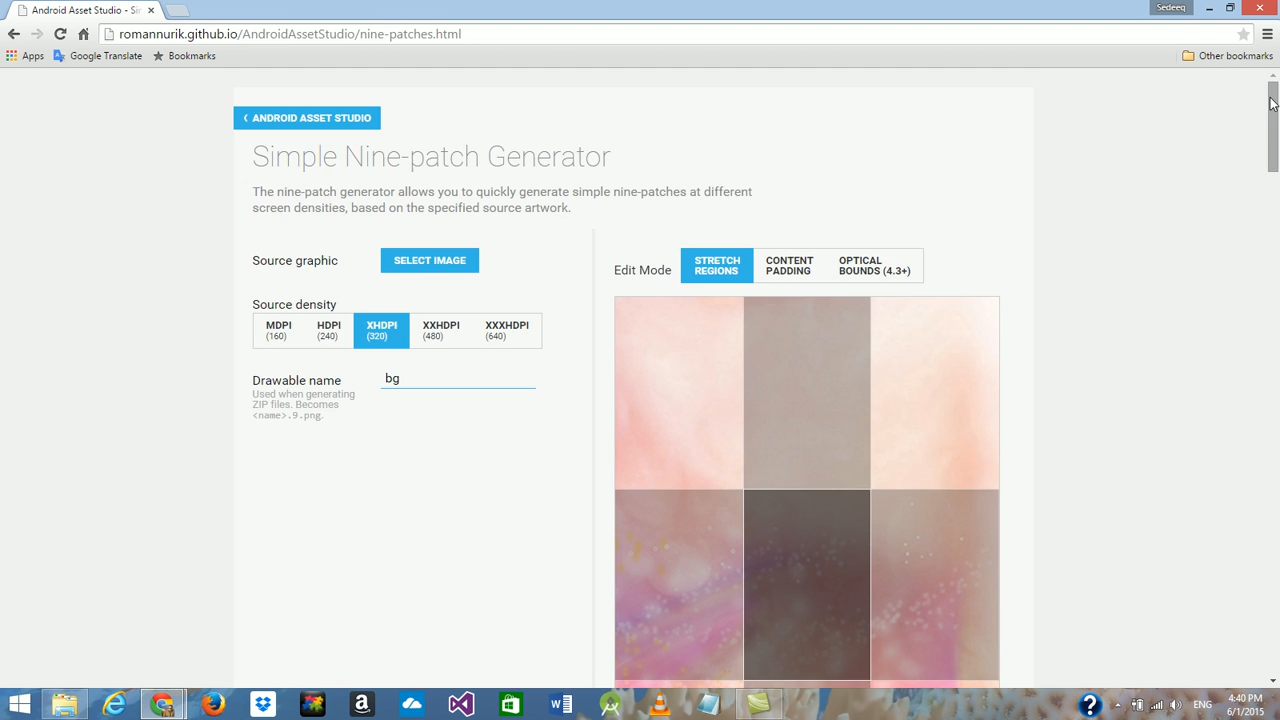 Android Asset Studio - Sir
Sedeeq
romannurik.github.io/AndroidAssetStudio/nine-patches.html
Apps
Google Translate
Bookmarks
Other bookmarks
ANDROID ASSET STUDIO
Simple Nine-patch Generator
The nine-patch generator allows you to quickly generate simple nine-patches at different
screen densities, based on the specified source artwork.
Source graphic
SELECT IMAGE
Source density
MDPI
(160)
HDPI
(240)
XHDPI
(320)
XXHDPI
(480)
XXXHDPI
(640)
Drawable name
bg
Used when generating
ZIP files. Becomes
<name>.9.png.
Edit Mode
STRETCH
REGIONS
CONTENT
PADDING
OPTICAL
BOUNDS (4.3+)
ENG
4:40 PM
6/1/2015